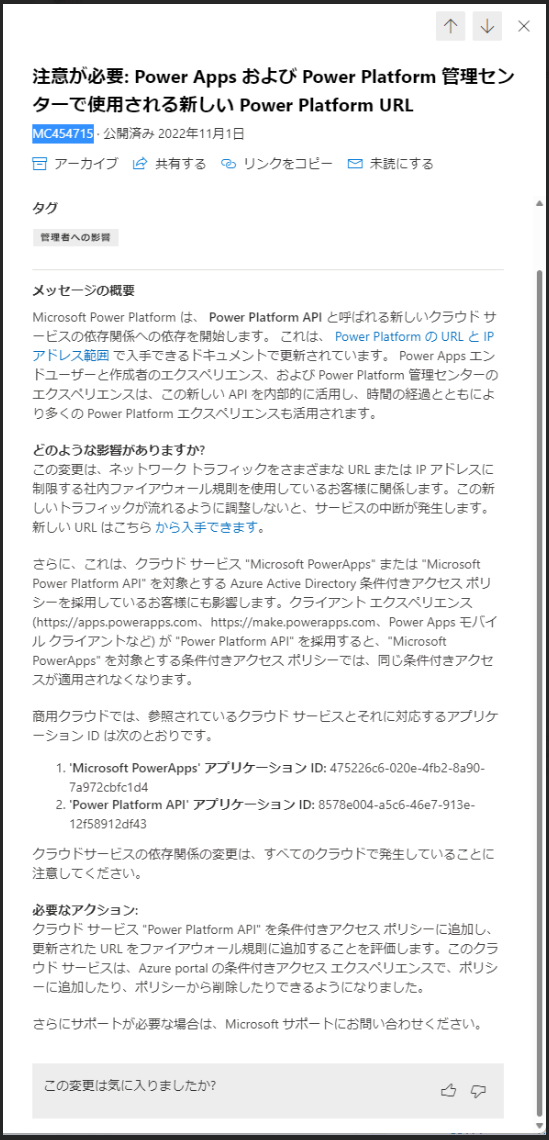 注意が必要: Power Apps および Power Platform 管理セン
ターで使用される新しい Power Platform URL
MC454715 · 公開済み 2022年11月1日
アーカイブ 共有する リンクをコピー 未読にする
タグ
管理者への影響
メッセージの概要
Microsoft Power Platform は、 Power Platform API と呼ばれる新しいクラウド サ
ービスの依存関係への依存を開始します。 これは、 Power Platform の URL と IP
アドレス範囲 で入手できるドキュメントで更新されています。 Power Apps エン
ドユーザーと作成者のエクスペリエンス、および Power Platform 管理センターの
エクスペリエンスは、この新しい API を内部的に活用し、時間の経過とともによ
り多くの Power Platform エクスペリエンスも活用されます。
どのような影響がありますか?
この変更は、ネットワーク トラフィックをさまざまな URL または IP アドレスに
制限する社内ファイアウォール規則を使用しているお客様に関係します。この新
しいトラフィックが流れるように調整しないと、サービスの中断が発生します。
新しい URL はこちら から入手できます。
さらに、これは、クラウド サービス "Microsoft PowerApps" または "Microsoft
Power Platform API" を対象とする Azure Active Directory 条件付きアクセス ポリ
シーを採用しているお客様にも影響します。クライアント エクスペリエンス
(https://apps.powerapps.com、https://make.powerapps.com、Power Apps モバイ
ル クライアントなど) が "Power Platform API" を採用すると、"Microsoft
PowerApps" を対象とする条件付きアクセス ポリシーでは、同じ条件付きアクセ
スが適用されなくなります。
商用クラウドでは、参照されているクラウド サービスとそれに対応するアプリケ
ーション ID は次のとおりです。
1. 'Microsoft PowerApps' アプリケーション ID: 475226c6-020e-4fb2-8a90-
7a972cbfc1d4
2. 'Power Platform API' アプリケーション ID: 8578e004-a5c6-46e7-913e-
12f58912df43
クラウドサービスの依存関係の変更は、すべてのクラウドで発生していることに
注意してください。
必要なアクション:
クラウド サービス "Power Platform API" を条件付きアクセス ポリシーに追加し、
更新された URL をファイアウォール規則に追加することを評価します。このクラ
ウド サービスは、Azure portal の条件付きアクセス エクスペリエンスで、ポリシ
ーに追加したり、ポリシーから削除したりできるようになりました。
さらにサポートが必要な場合は、Microsoft サポートにお問い合わせください。
この変更は気に入りましたか?